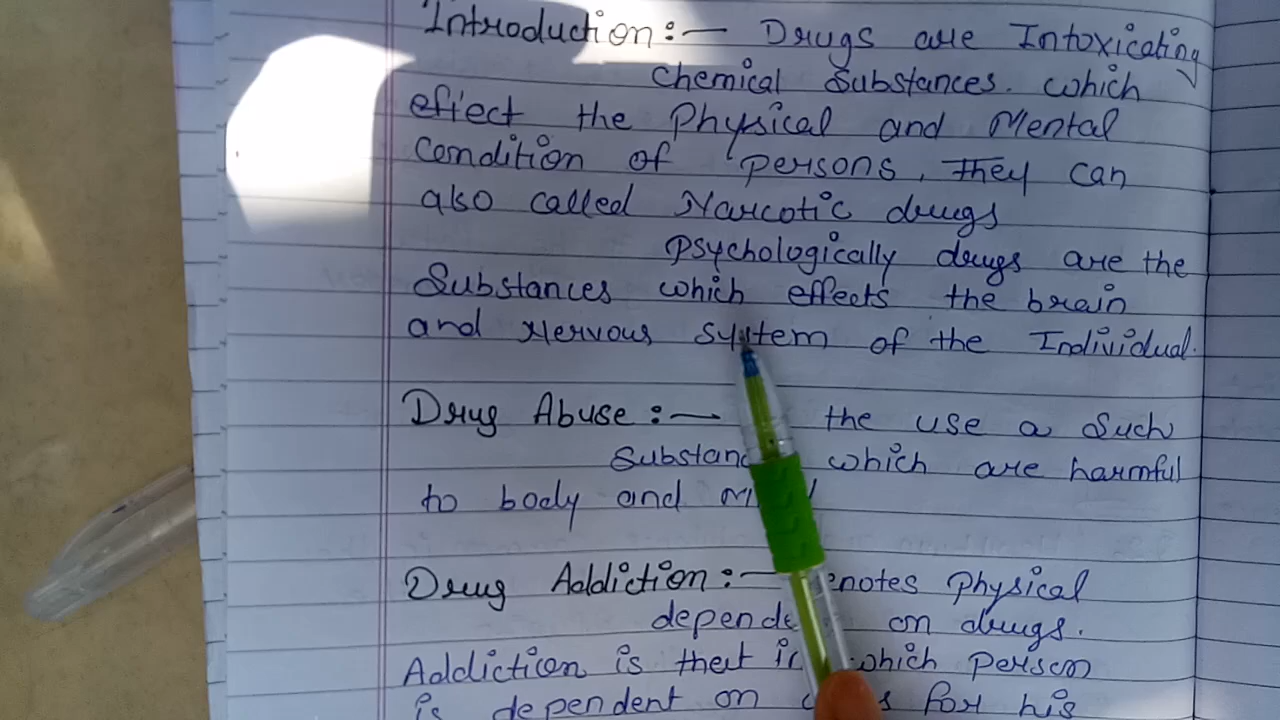 Introduction :— Drugs are Intoxicating
Chemical Substances. which
effect the Physical and Mental
Condition of Persons, They can
also called Narcotic drugs
Psychologically drugs are the
Substances which effects the brain
and Nervous System of the Individual.
Drug Abuse :— the use a Such
which are harmful
to body and
Drug Addiction :— Physical
on drugs.
Addiction is that which Person
is dependent on for his